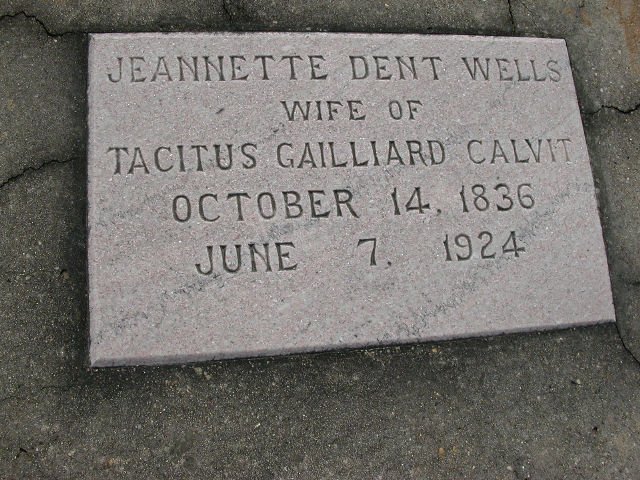 JEANNETTE DENT WELLS
WIFE OF
TACITUS GAILLIARD CALVIT
OCTOBER 14, 1836
JUNE 7, 1924